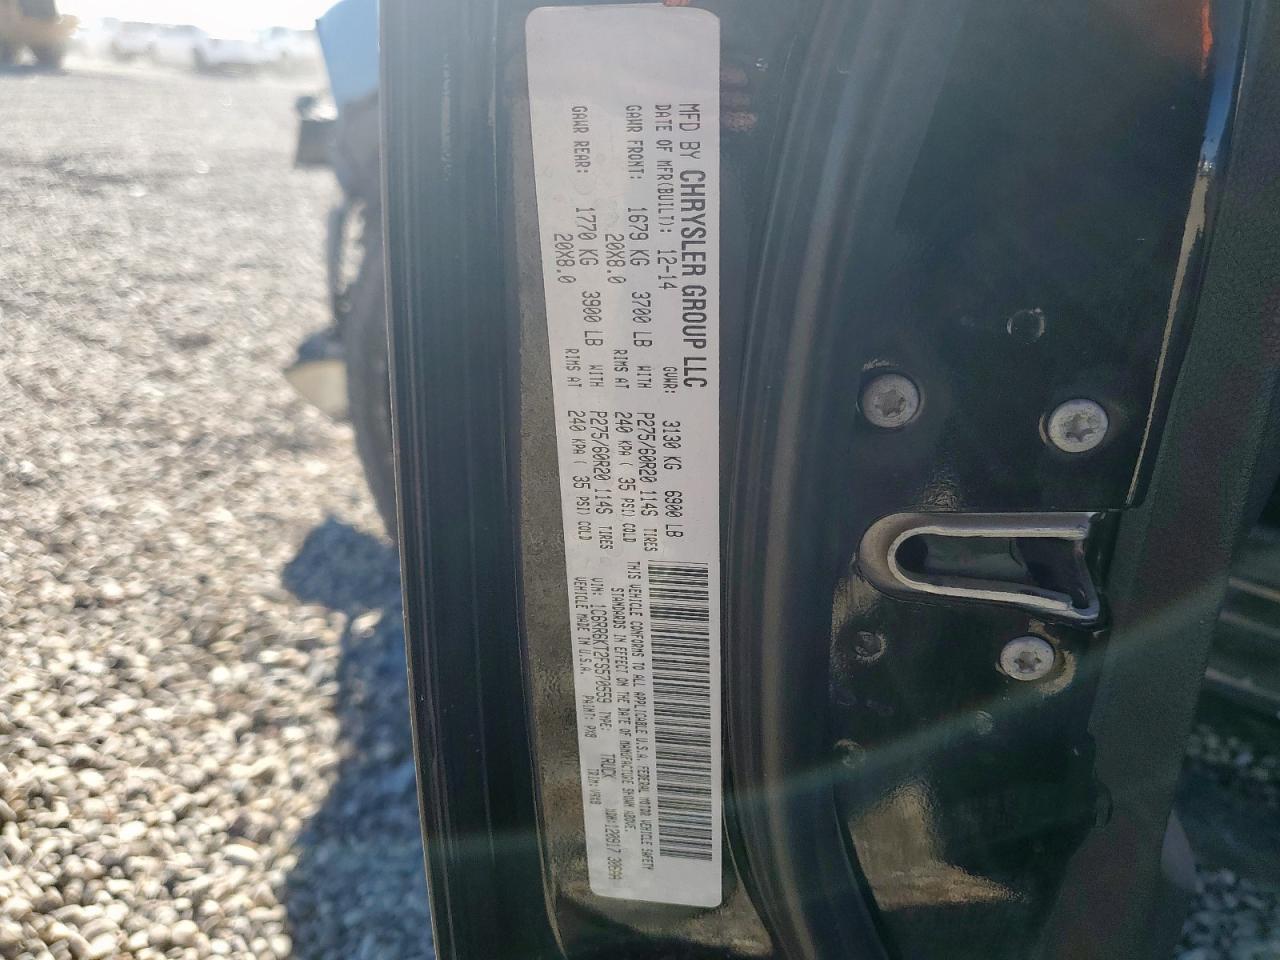 MFD BY CHRYSLER GROUP LLC
DATE OF MFR(BUILT): 12-14 GVWR: 3130 KG 6900 LB
GAWR FRONT: 1679 KG 3700 LB WITH P275/60R20 114S TIRES
20X8.0 RIMS AT 240 KPA ( 35 PSI) COLD
GAWR REAR: 1770 KG 3900 LB WITH P275/60R20 114S TIRES
20X8.0 RIMS AT 240 KPA ( 35 PSI) COLD
THIS VEHICLE CONFORMS TO ALL APPLICABLE U.S.A. FEDERAL MOTOR VEHICLE SAFETY
STANDARDS IN EFFECT ON THE DATE OF MANUFACTURE SHOWN ABOVE.
VIN: 1C6RR6KT2FS570559 TYPE: TRUCK
VEHICLE MADE IN U.S.A. PAINT: PX8